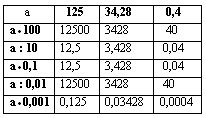 a 125 34,28 0,4
a•100 12500 3428 40
a : 10 12,5 3,428 0,04
a•0,1 12,5 3,428 0,04
a : 0,01 12500 3428 40
a•0,001 0,125 0,03428 0,0004